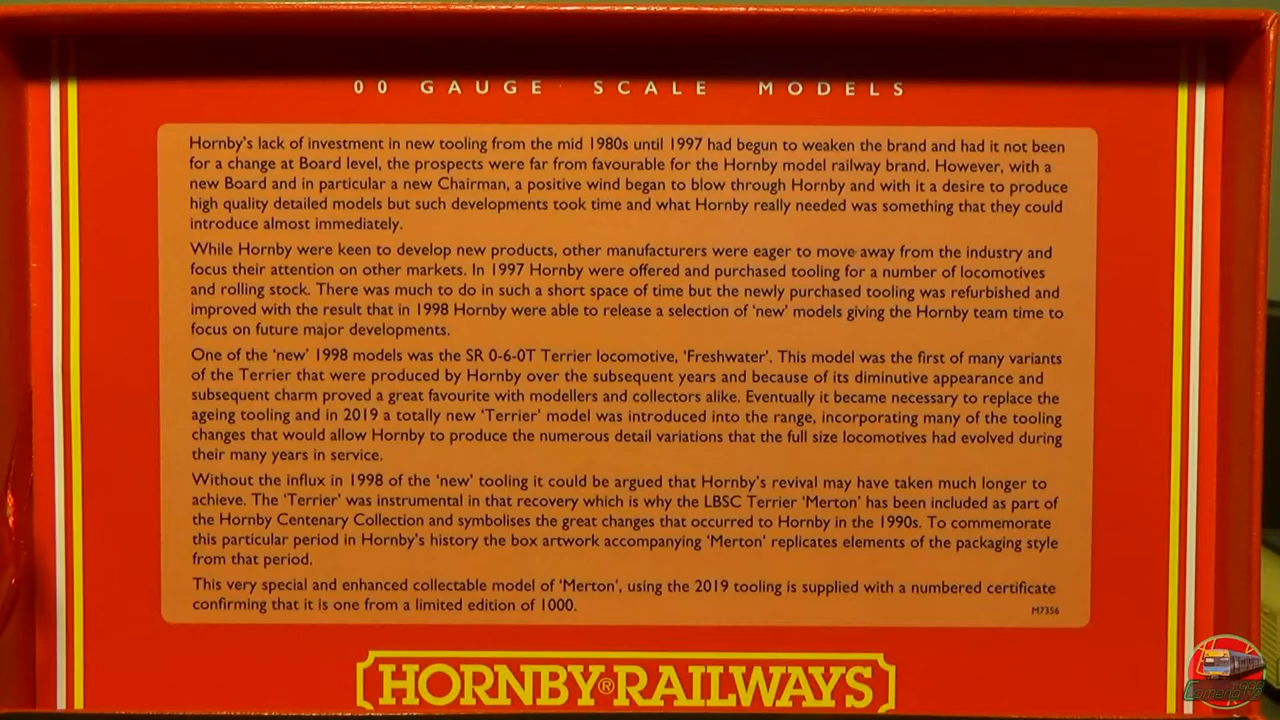 00 GAUGE SCALE MODELS
Hornby's lack of investment in new tooling from the mid 1980s until 1997 had begun to weaken the brand and had it not been
for a change at Board level, the prospects were far from favourable for the Hornby model railway brand. However, with a
new Board and in particular a new Chairman, a positive wind began to blow through Hornby and with it a desire to produce
high quality detailed models but such developments took time and what Hornby really needed was something that they could
introduce almost immediately.
While Hornby were keen to develop new products, other manufacturers were eager to move away from the industry and
focus their attention on other markets. In 1997 Hornby were offered and purchased tooling for a number of locomotives
and rolling stock. There was much to do in such a short space of time but the newly purchased tooling was refurbished and
improved with the result that in 1998 Hornby were able to release a selection of 'new' models giving the Hornby team time to
focus on future major developments.
One of the 'new' 1998 models was the SR 0-6-0T Terrier locomotive, 'Freshwater'. This model was the first of many variants
of the Terrier that were produced by Hornby over the subsequent years and because of its diminutive appearance and
subsequent charm proved a great favourite with modellers and collectors alike. Eventually it became necessary to replace the
ageing tooling and in 2019 a totally new 'Terrier' model was introduced into the range, incorporating many of the tooling
changes that would allow Hornby to produce the numerous detail variations that the full size locomotives had evolved during
their many years in service.
Without the influx in 1998 of the 'new' tooling it could be argued that Hornby's revival may have taken much longer to
achieve. The 'Terrier' was instrumental in that recovery which is why the LBSC Terrier 'Merton' has been included as part of
the Hornby Centenary Collection and symbolises the great changes that occurred to Hornby in the 1990s. To commemorate
this particular period in Hornby's history the box artwork accompanying 'Merton' replicates elements of the packaging style
from that period.
This very special and enhanced collectable model of 'Merton', using the 2019 tooling is supplied with a numbered certificate
confirming that it is one from a limited edition of 1000.
M7356
HORNBY®RAILWAYS